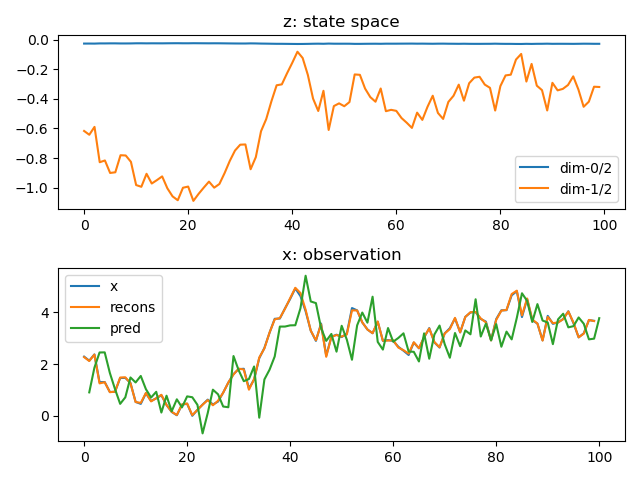 z: state space
0.0
−0.2
−0.4
−0.6
−0.8
−1.0
dim-0/2
dim-1/2
0 20 40 60 80 100
x: observation
x
recons
pred
4
2
0
0 20 40 60 80 100